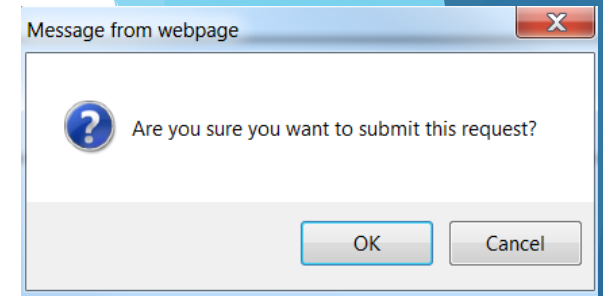 Message from webpage
X
Are you sure you want to submit this request?
OK Cancel